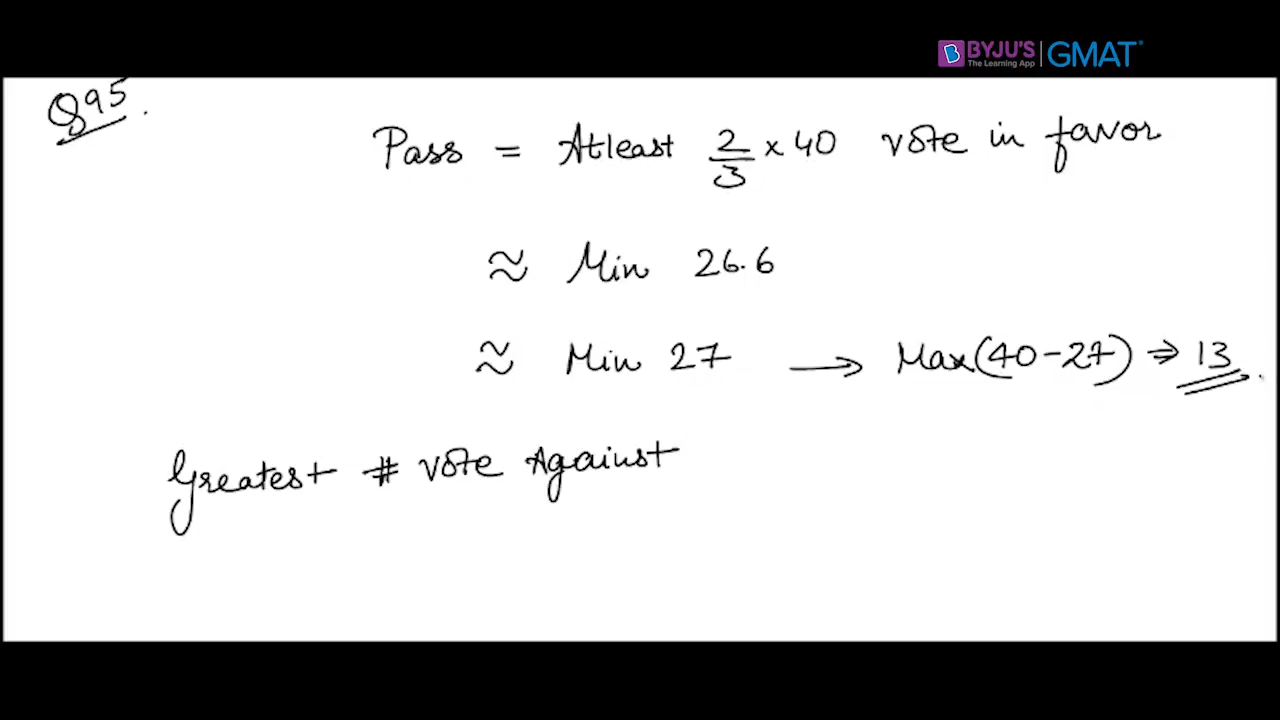 BYJU'S
The Learning App
GMAT
Q95.
Pass = Atleast 2/3 x 40 vote in favor
≈ Min 26.6
≈ Min 27 → Max(40-27) ⇒ 13.
Greatest # vote Against